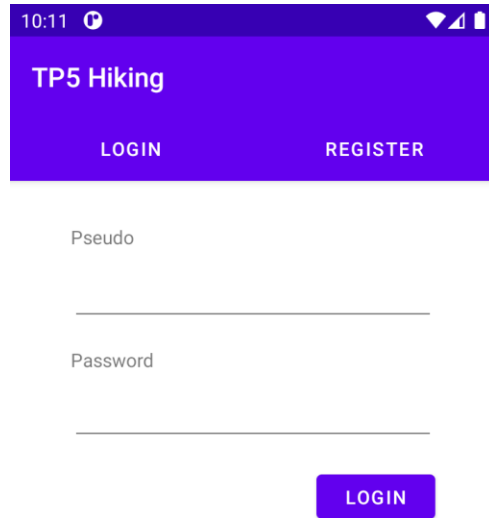 10:11
TP5 Hiking
LOGIN REGISTER
Pseudo
Password
LOGIN